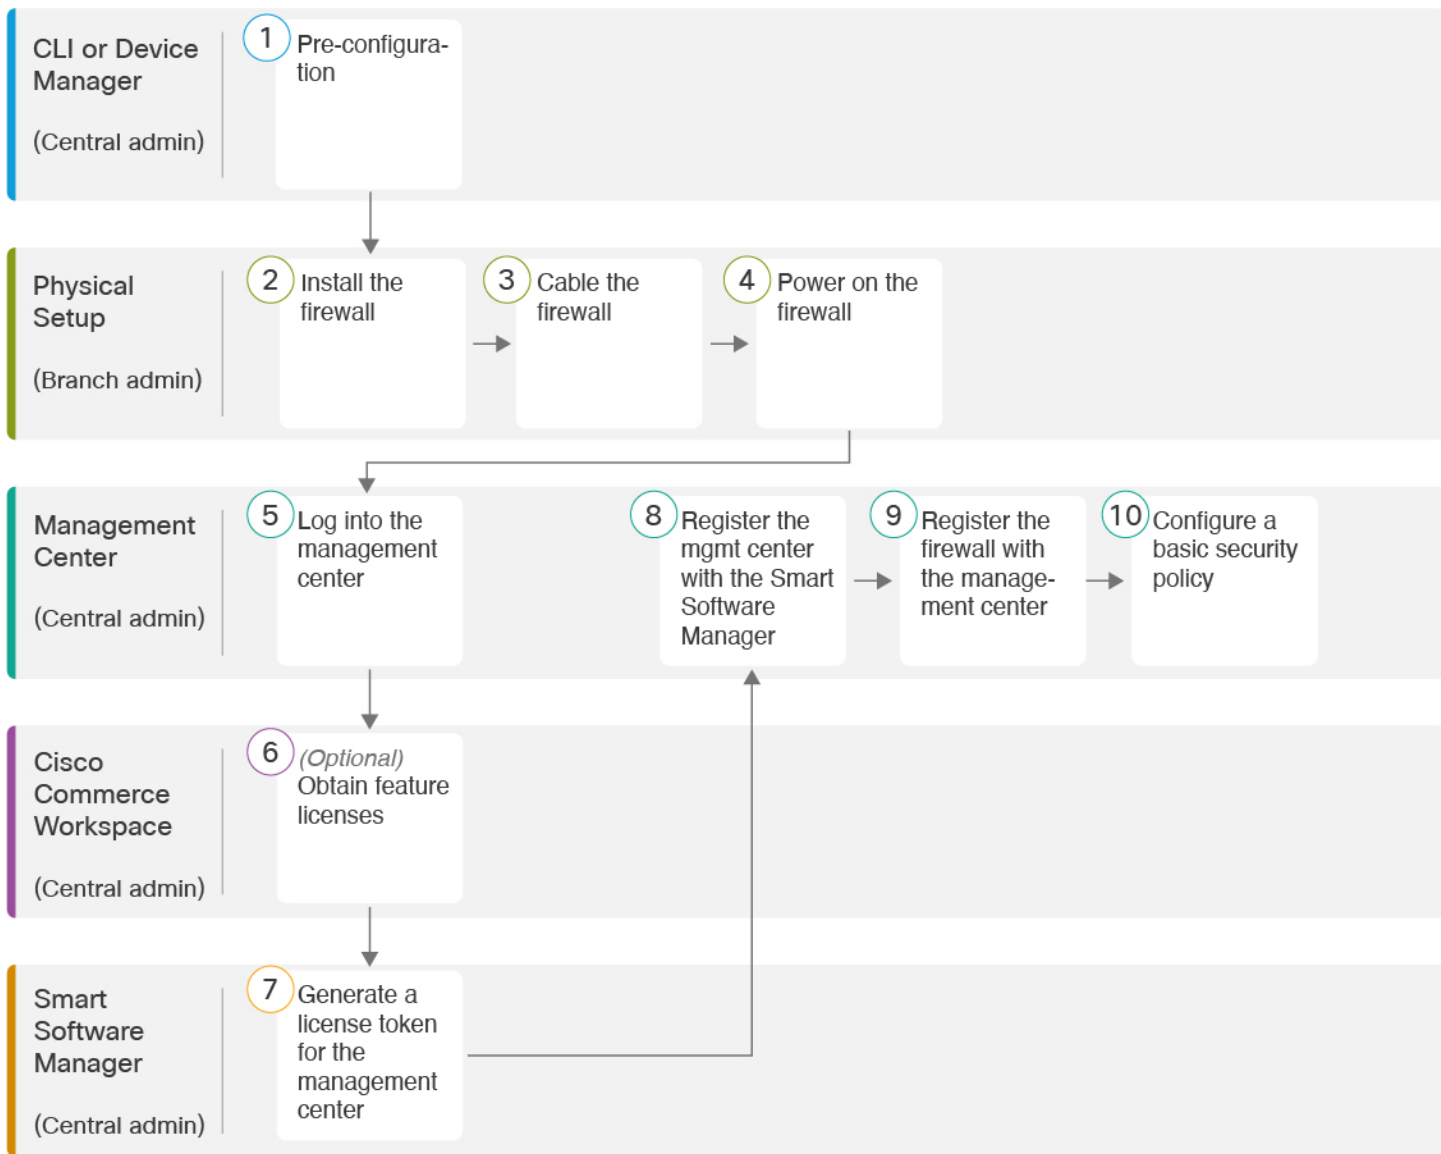 CLI or Device
Manager
(Central admin)
1
Pre-configura-
tion
Physical
Setup
(Branch admin)
2
Install the
firewall
3
Cable the
firewall
4
Power on the
firewall
Management
Center
(Central admin)
5
Log into the
management
center
8
Register the
mgmt center
with the Smart
Software
Manager
9
Register the
firewall with
the manage-
ment center
10
Configure a
basic security
policy
Cisco
Commerce
Workspace
(Central admin)
6
(Optional)
Obtain feature
licenses
Smart
Software
Manager
(Central admin)
7
Generate a
license token
for the
management
center